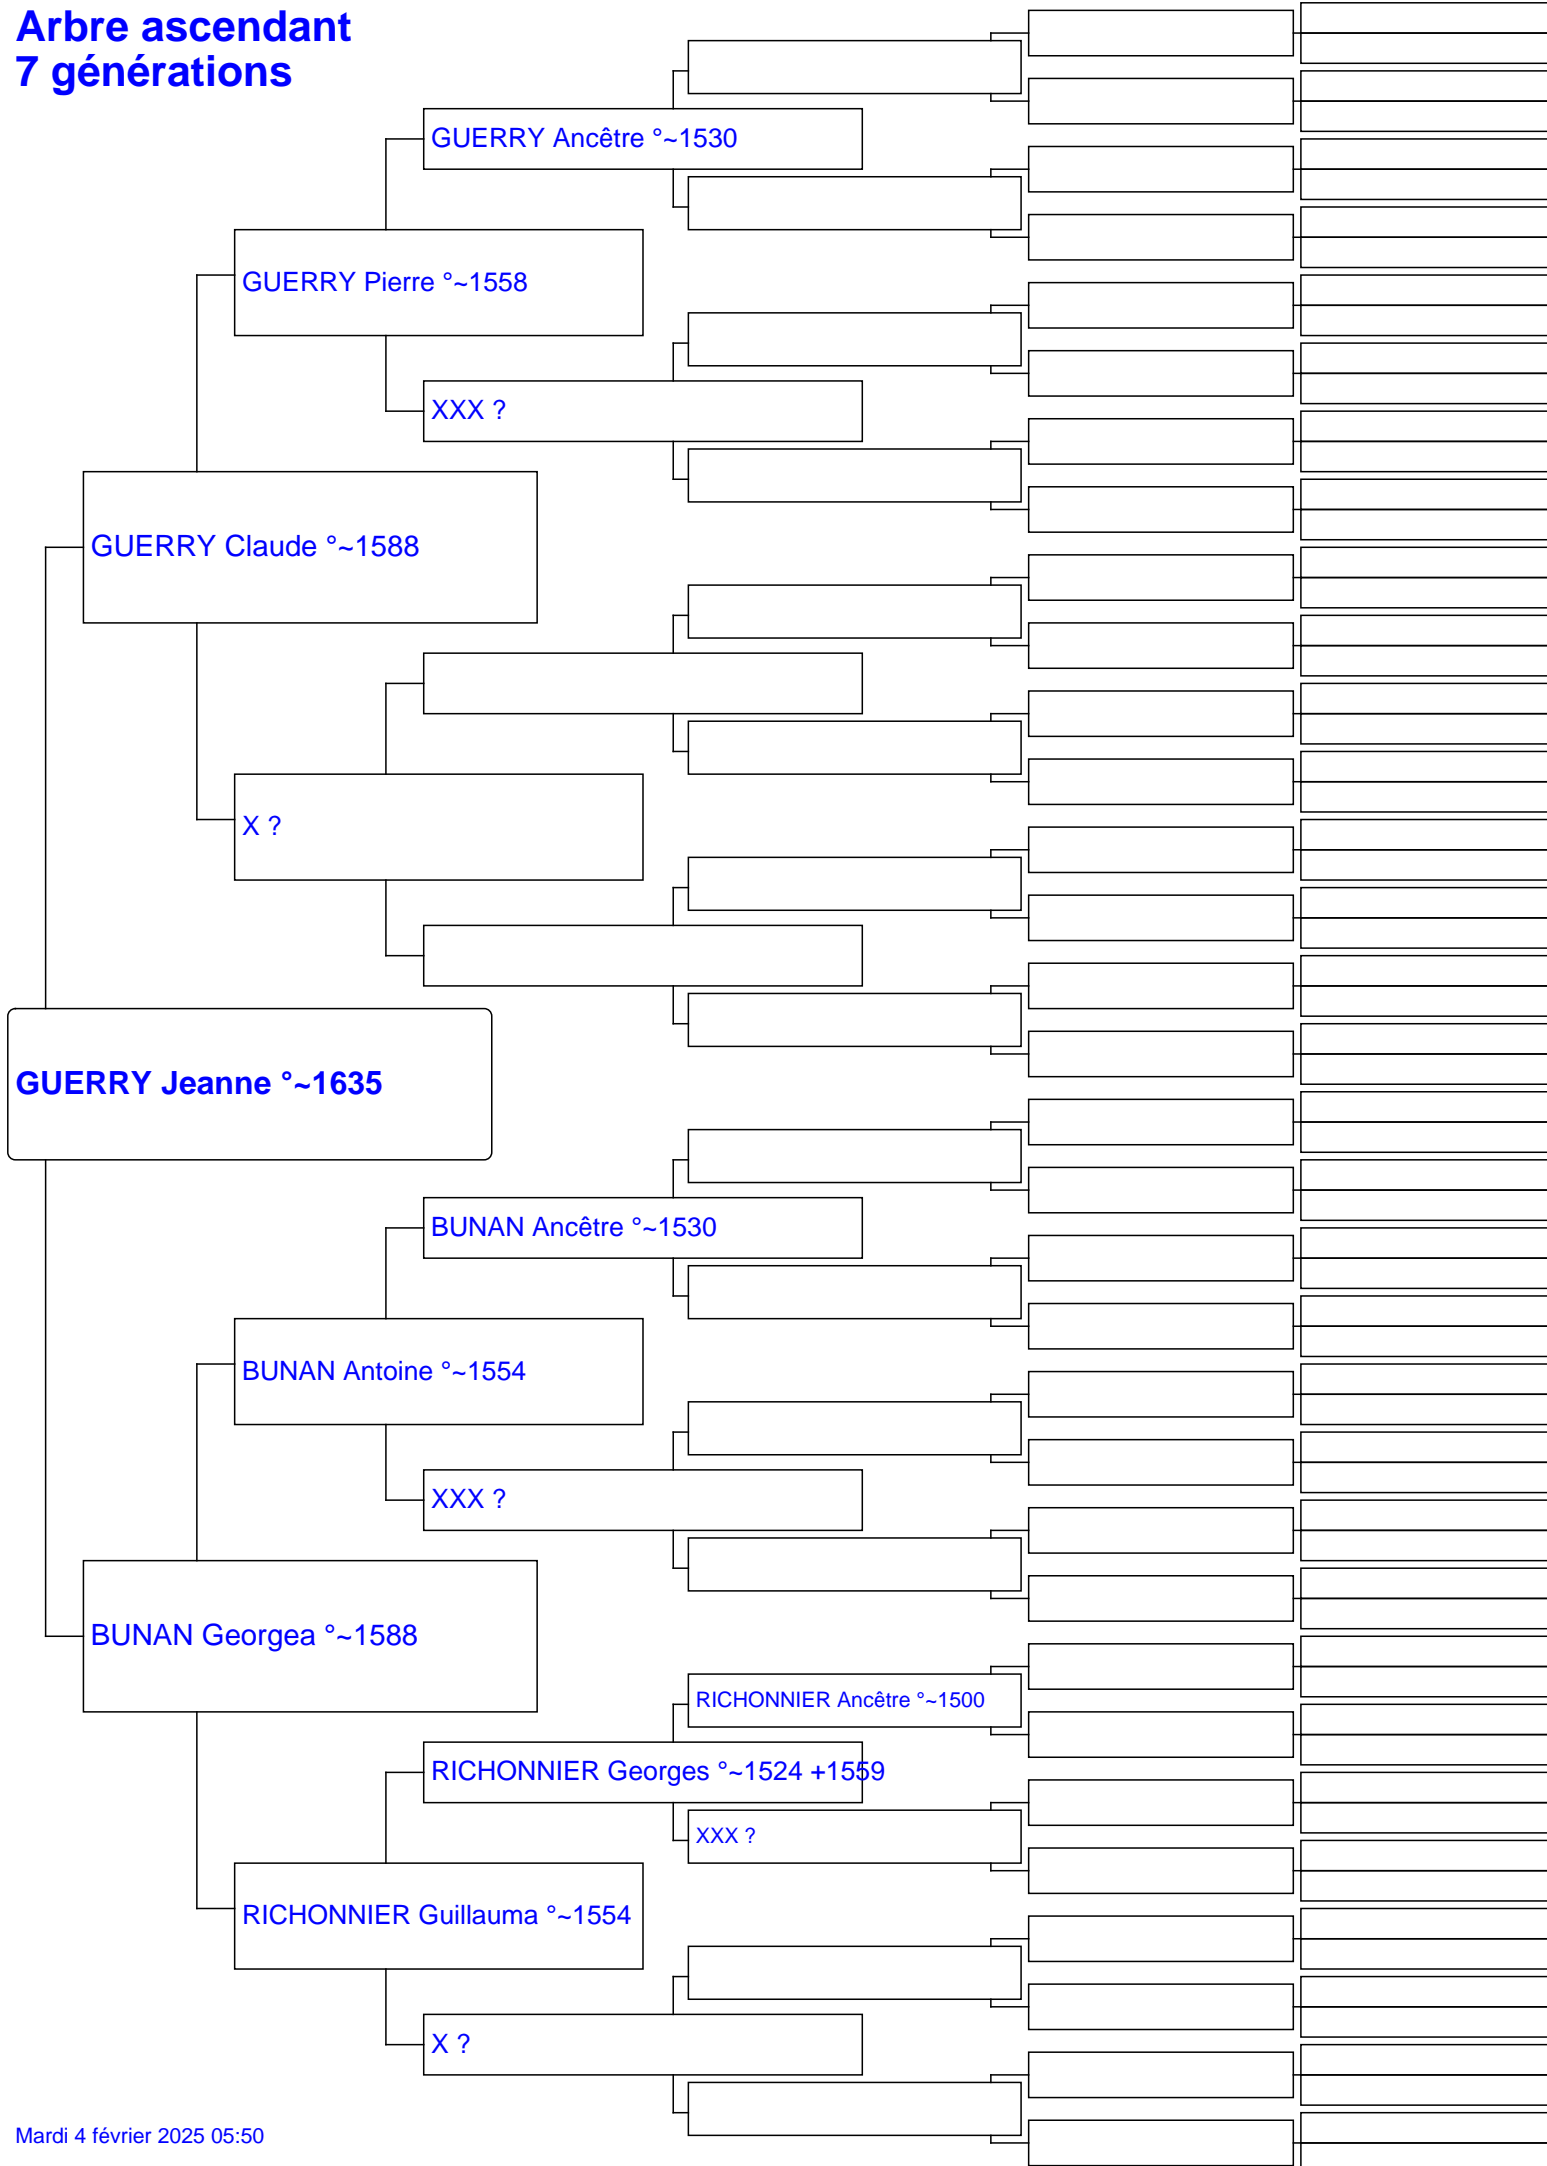 Arbre ascendant
7 générations
GUERRY Ancêtre °~1530
GUERRY Pierre °~1558
XXX ?
GUERRY Claude °~1588
X ?
GUERRY Jeanne °~1635
BUNAN Ancêtre °~1530
BUNAN Antoine °~1554
XXX ?
BUNAN Georgea °~1588
RICHONNIER Ancêtre °~1500
RICHONNIER Georges °~1524 +1559
XXX ?
RICHONNIER Guillauma °~1554
X ?
Mardi 4 février 2025 05:50